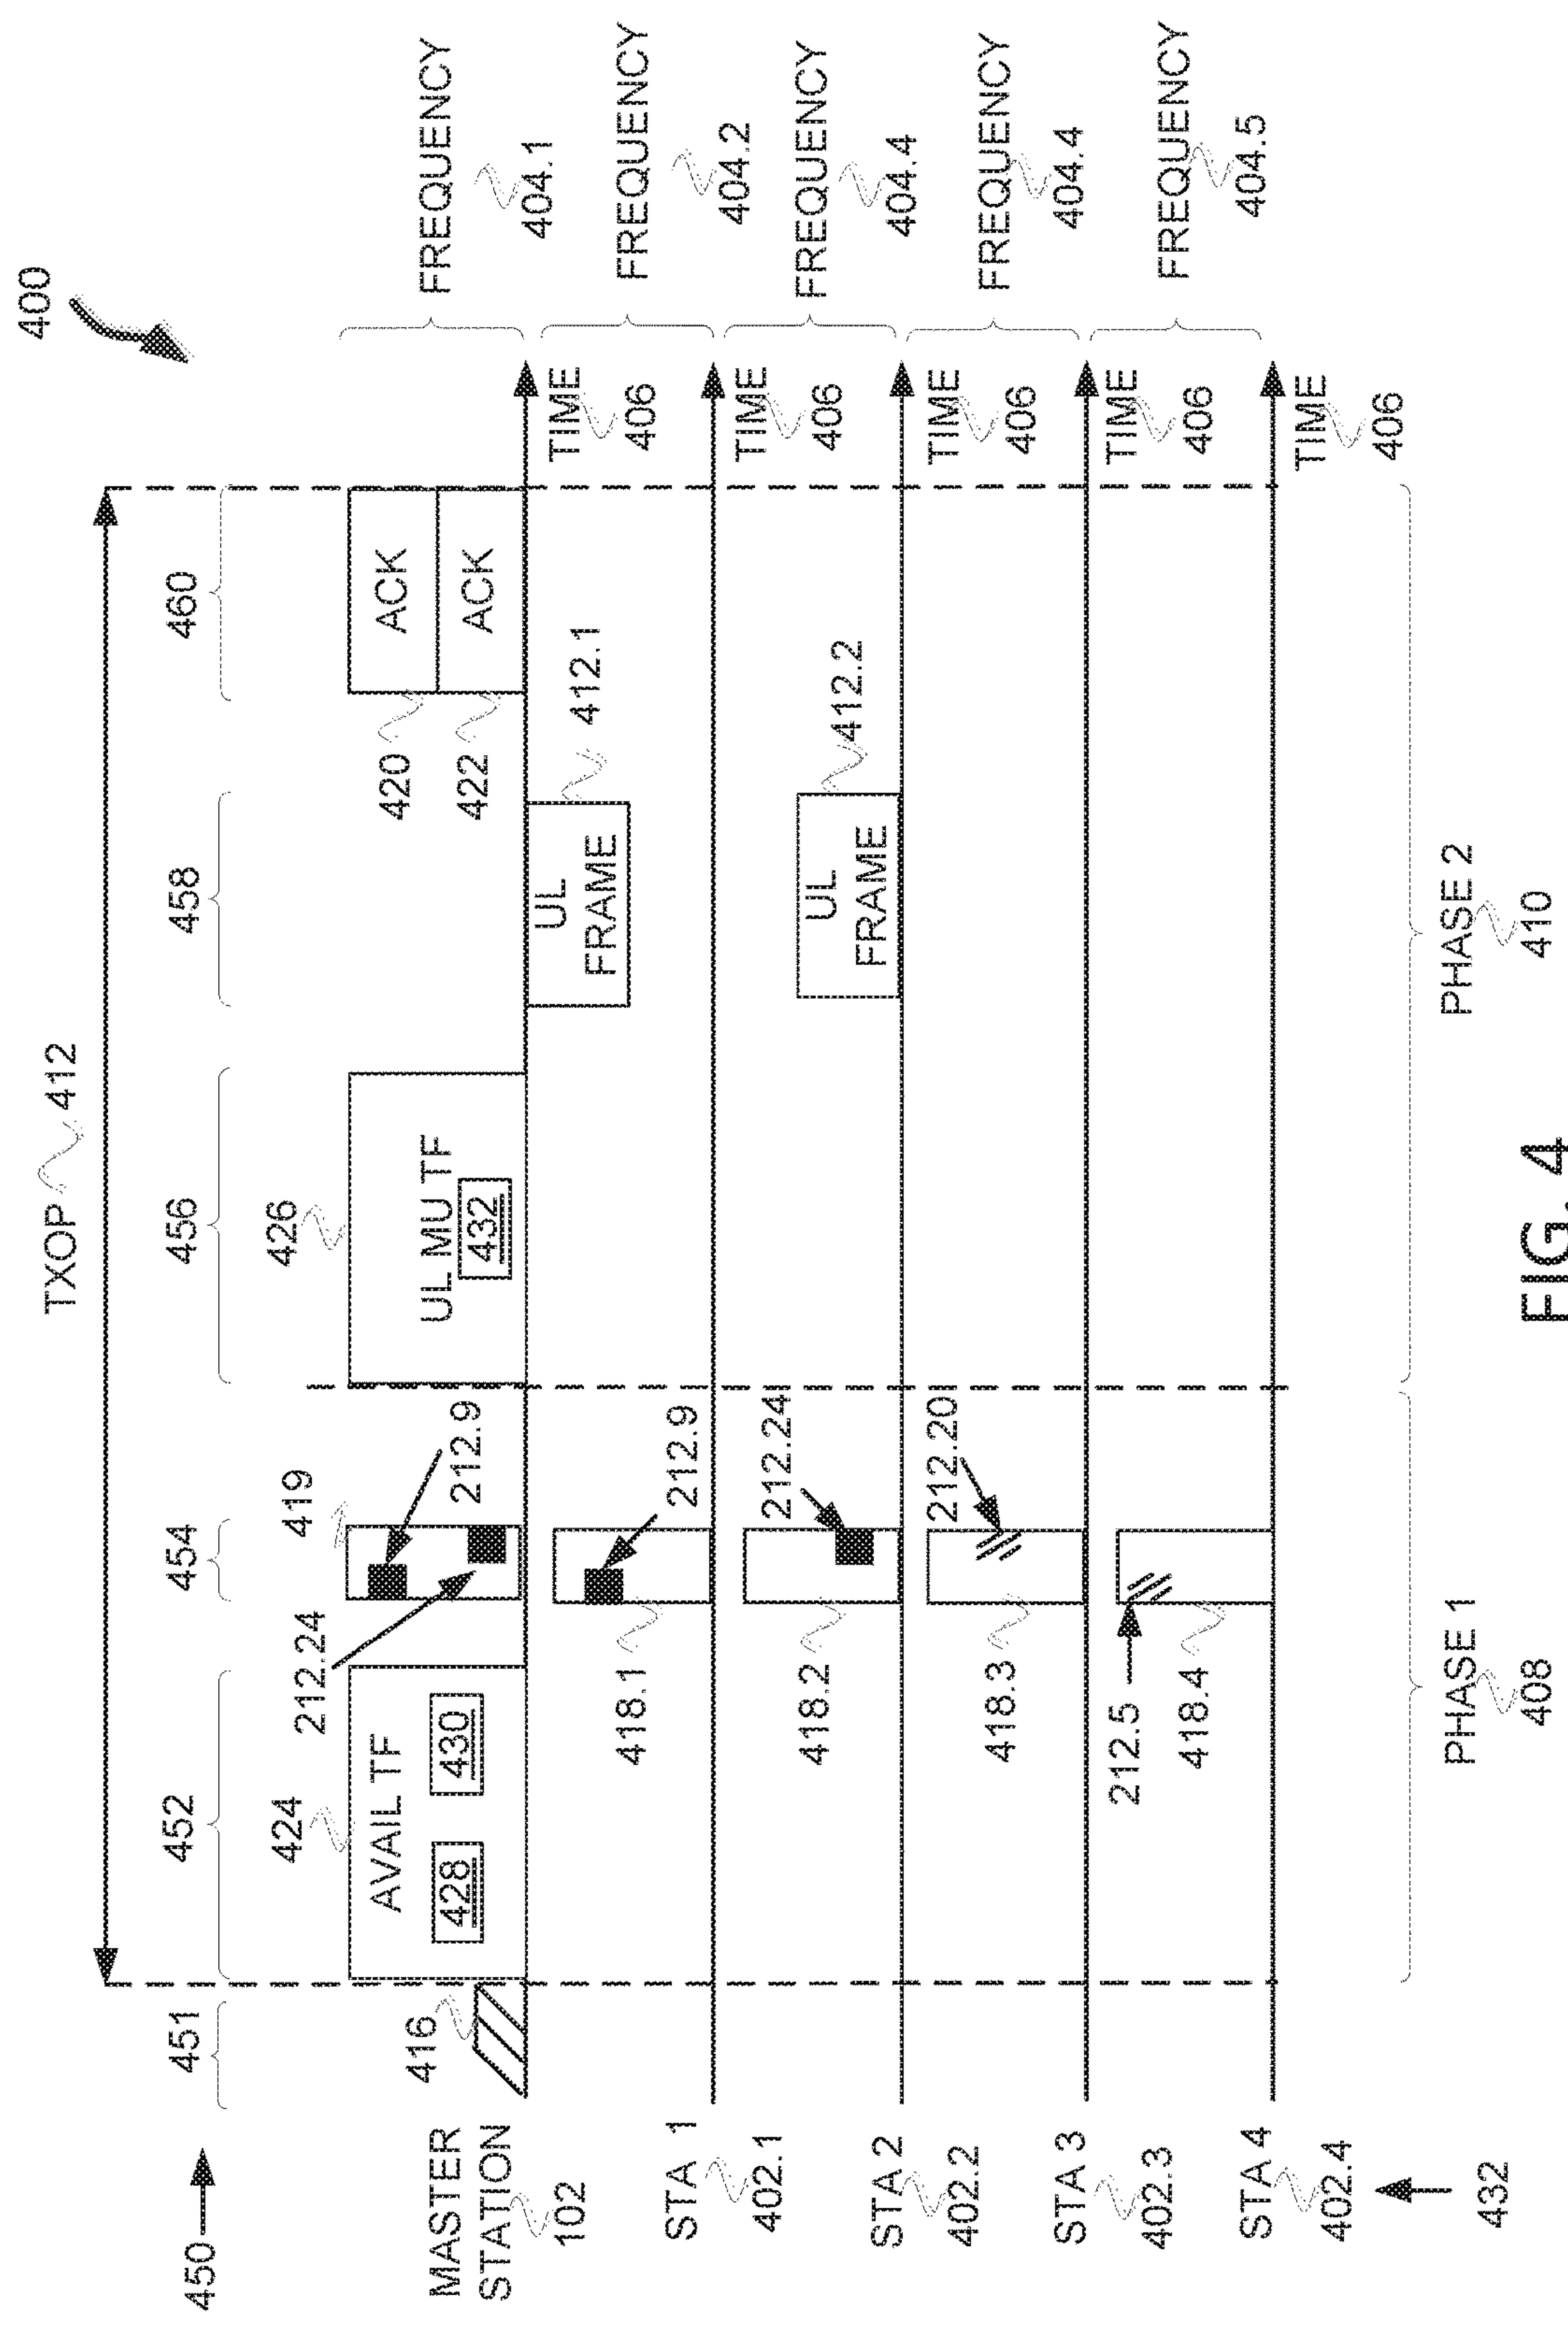 400
TXOP 412
450
451
452
454
456
458
460
424
212.24
419
426
416
AVAIL TF
428
430
212.9
UL MU TF
432
420
422
ACK
ACK
MASTER
STATION
102
FREQUENCY
404.1
TIME
406
STA 1
402.1
418.1
212.9
UL
FRAME
412.1
FREQUENCY
404.2
TIME
406
STA 2
402.2
418.2
212.24
UL
FRAME
412.2
FREQUENCY
404.4
TIME
406
STA 3
402.3
418.3
212.20
FREQUENCY
404.4
TIME
406
STA 4
402.4
212.5
418.4
FREQUENCY
404.5
TIME
406
432
PHASE 1
408
PHASE 2
410
FIG. 4